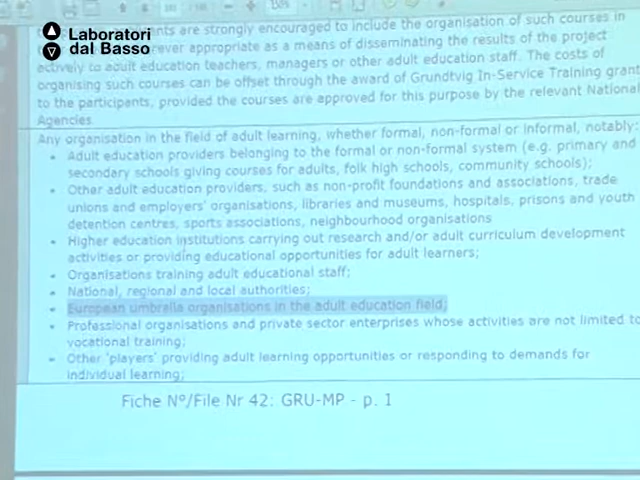 150%
Laboratori
dal Basso
nts are strongly encouraged to include the organisation of such courses in
ever appropriate as a means of disseminating the results of the project
actively to adult education teachers, managers or other adult education staff. The costs of
organising such courses can be offset through the award of Grundtvig In-Service Training grant
to the participants, provided the courses are approved for this purpose by the relevant National
Agencies.
Any organisation in the field of adult learning, whether formal, non-formal or informal, notably:
• Adult education providers belonging to the formal or non-formal system (e.g. primary and
secondary schools giving courses for adults, folk high schools, community schools);
• Other adult education providers, such as non-profit foundations and associations, trade
unions and employers' organisations, libraries and museums, hospitals, prisons and youth
detention centres, sports associations, neighbourhood organisations
• Higher education institutions carrying out research and/or adult curriculum development
activities or providing educational opportunities for adult learners;
• Organisations training adult educational staff;
• National, regional and local authorities;
• European umbrella organisations in the adult education field;
• Professional organisations and private sector enterprises whose activities are not limited to
vocational training;
• Other 'players' providing adult learning opportunities or responding to demands for
individual learning;
Fiche N°/File Nr 42: GRU-MP - p. 1